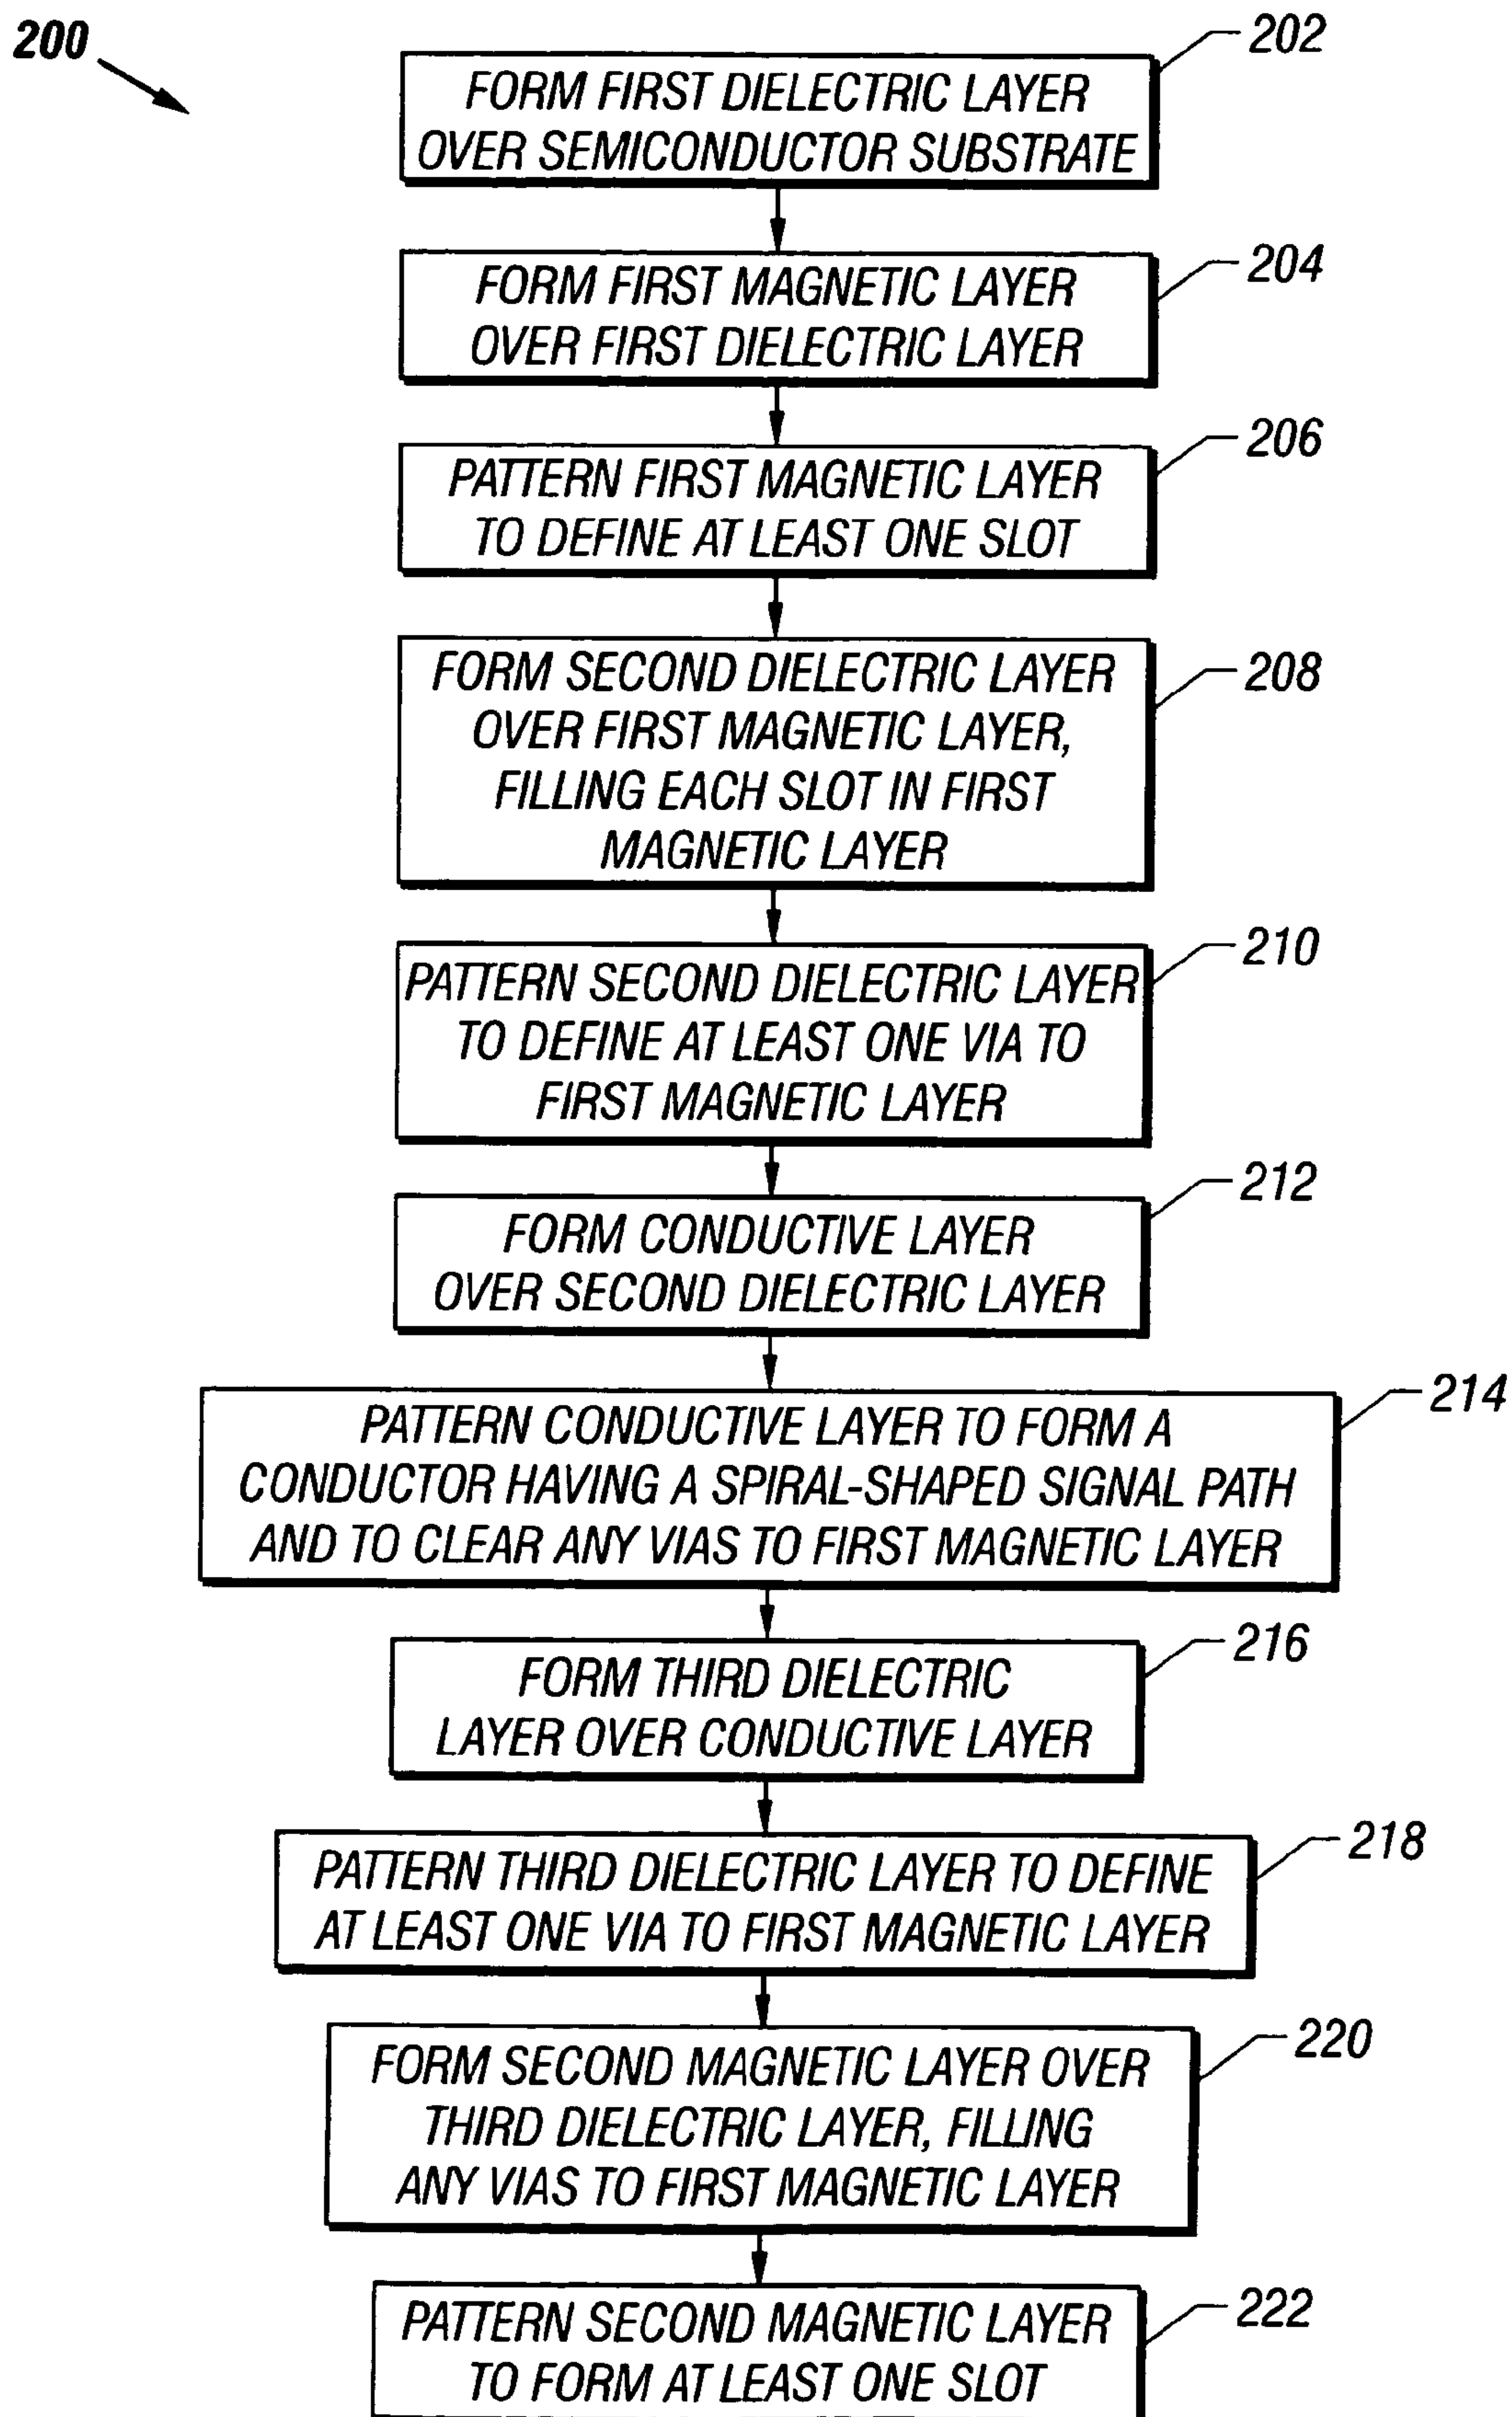 200
202
FORM FIRST DIELECTRIC LAYER
OVER SEMICONDUCTOR SUBSTRATE
204
FORM FIRST MAGNETIC LAYER
OVER FIRST DIELECTRIC LAYER
206
PATTERN FIRST MAGNETIC LAYER
TO DEFINE AT LEAST ONE SLOT
208
FORM SECOND DIELECTRIC LAYER
OVER FIRST MAGNETIC LAYER,
FILLING EACH SLOT IN FIRST
MAGNETIC LAYER
210
PATTERN SECOND DIELECTRIC LAYER
TO DEFINE AT LEAST ONE VIA TO
FIRST MAGNETIC LAYER
212
FORM CONDUCTIVE LAYER
OVER SECOND DIELECTRIC LAYER
214
PATTERN CONDUCTIVE LAYER TO FORM A
CONDUCTOR HAVING A SPIRAL-SHAPED SIGNAL PATH
AND TO CLEAR ANY VIAS TO FIRST MAGNETIC LAYER
216
FORM THIRD DIELECTRIC
LAYER OVER CONDUCTIVE LAYER
218
PATTERN THIRD DIELECTRIC LAYER TO DEFINE
AT LEAST ONE VIA TO FIRST MAGNETIC LAYER
220
FORM SECOND MAGNETIC LAYER OVER
THIRD DIELECTRIC LAYER, FILLING
ANY VIAS TO FIRST MAGNETIC LAYER
222
PATTERN SECOND MAGNETIC LAYER
TO FORM AT LEAST ONE SLOT